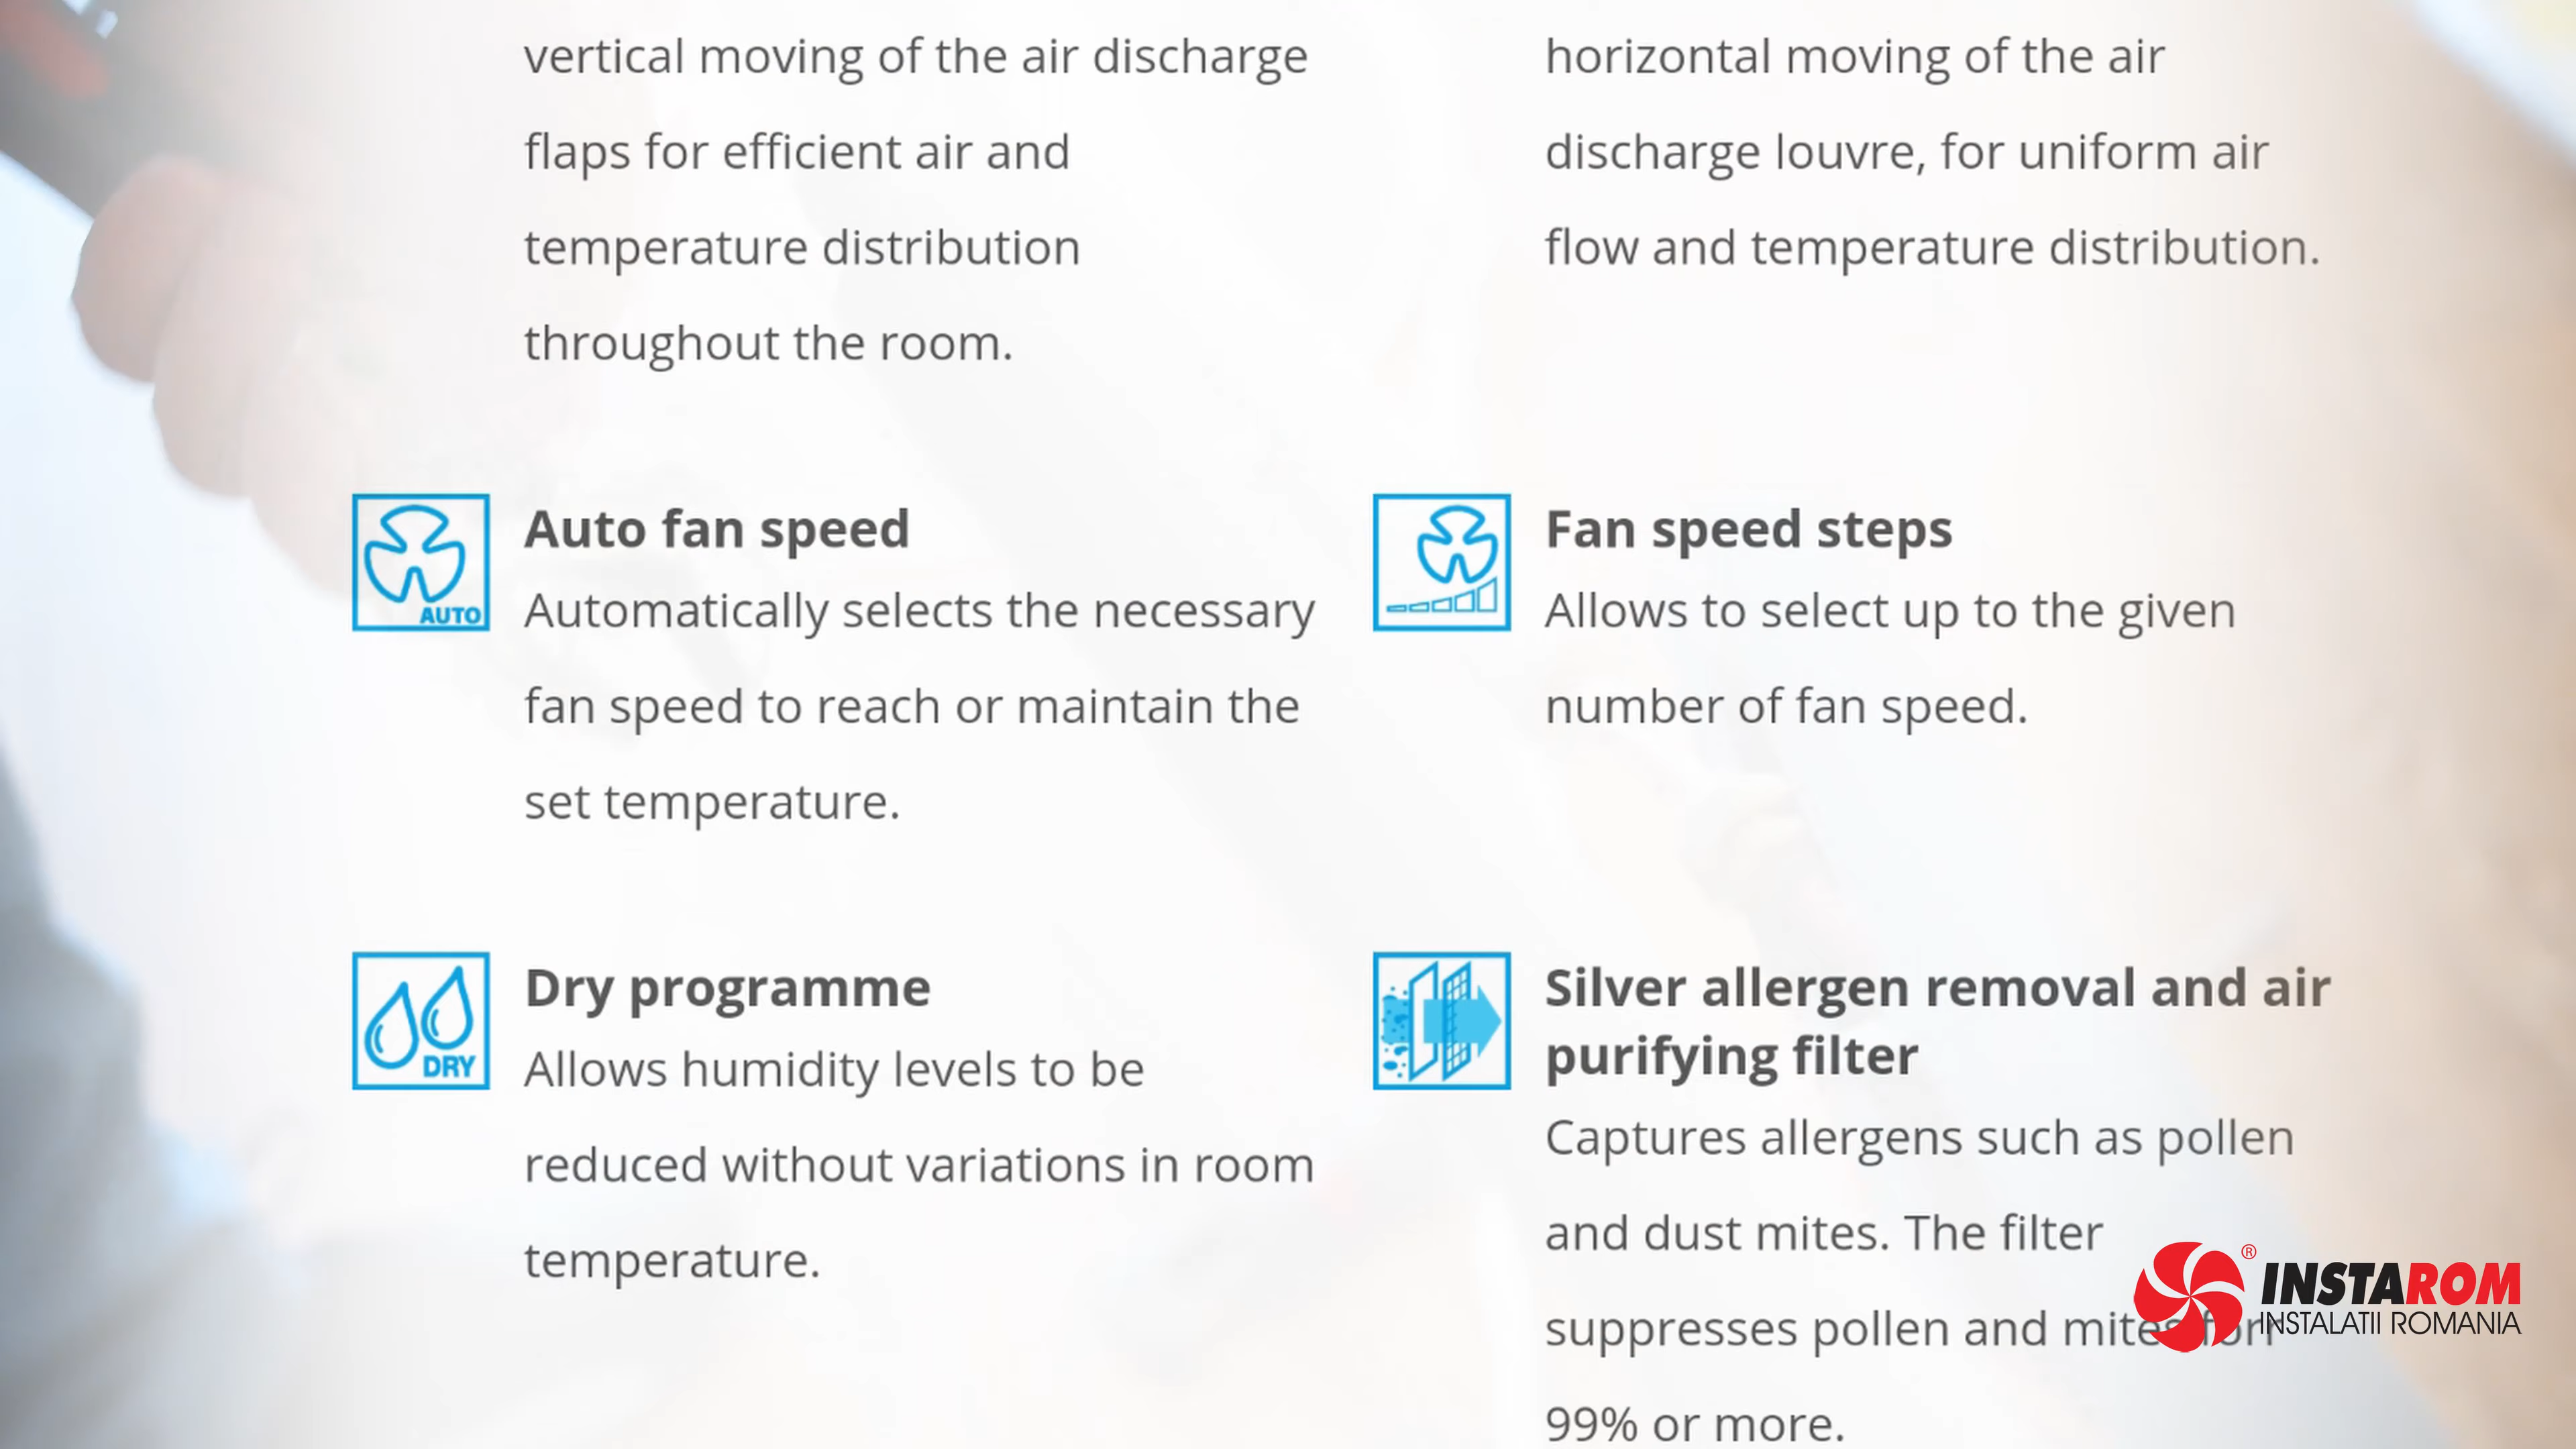 vertical moving of the air discharge
flaps for efficient air and
temperature distribution
throughout the room.
horizontal moving of the air
discharge louvre, for uniform air
flow and temperature distribution.
AUTO
Auto fan speed
Automatically selects the necessary
fan speed to reach or maintain the
set temperature.
Fan speed steps
Allows to select up to the given
number of fan speed.
DRY
Dry programme
Allows humidity levels to be
reduced without variations in room
temperature.
Silver allergen removal and air
purifying filter
Captures allergens such as pollen
and dust mites. The filter
suppresses pollen and mites
99% or more.
®
INSTAROM
INSTALATII ROMANIA